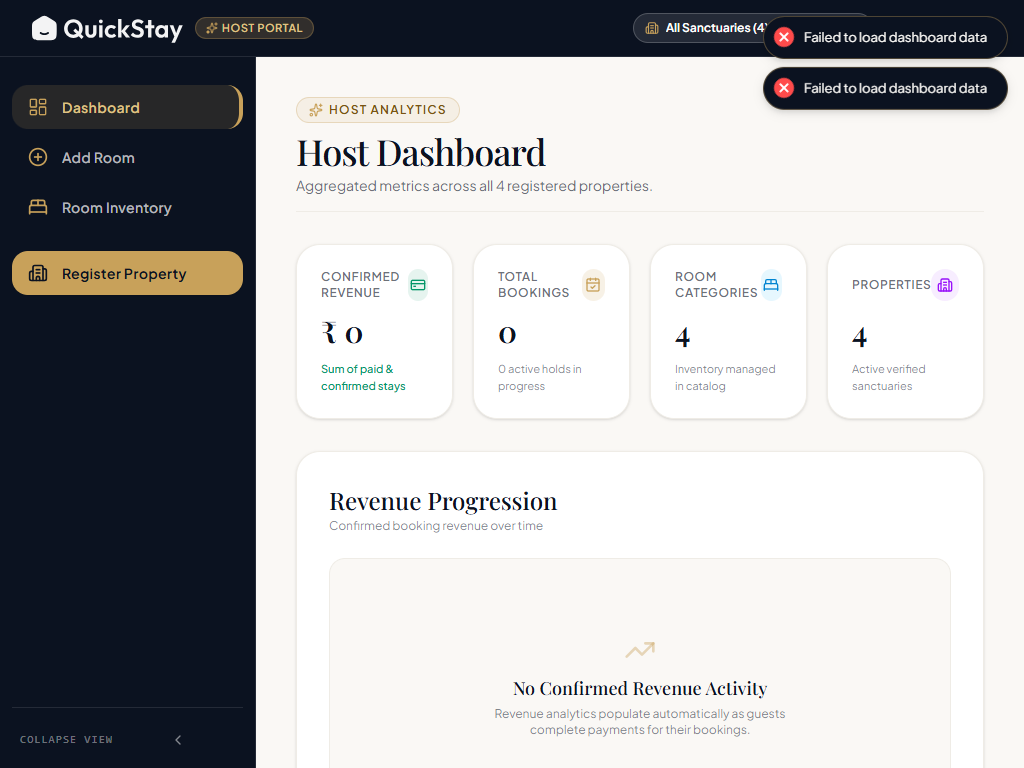 QuickStay
HOST PORTAL
All Sanctuaries (4)
Failed to load dashboard data
Failed to load dashboard data
Dashboard
Add Room
Room Inventory
Register Property
COLLAPSE VIEW
HOST ANALYTICS
Host Dashboard
Aggregated metrics across all 4 registered properties.
CONFIRMED
REVENUE
₹ 0
Sum of paid &
confirmed stays
TOTAL
BOOKINGS
0
0 active holds in
progress
ROOM
CATEGORIES
4
Inventory managed
in catalog
PROPERTIES
4
Active verified
sanctuaries
Revenue Progression
Confirmed booking revenue over time
No Confirmed Revenue Activity
Revenue analytics populate automatically as guests
complete payments for their bookings.